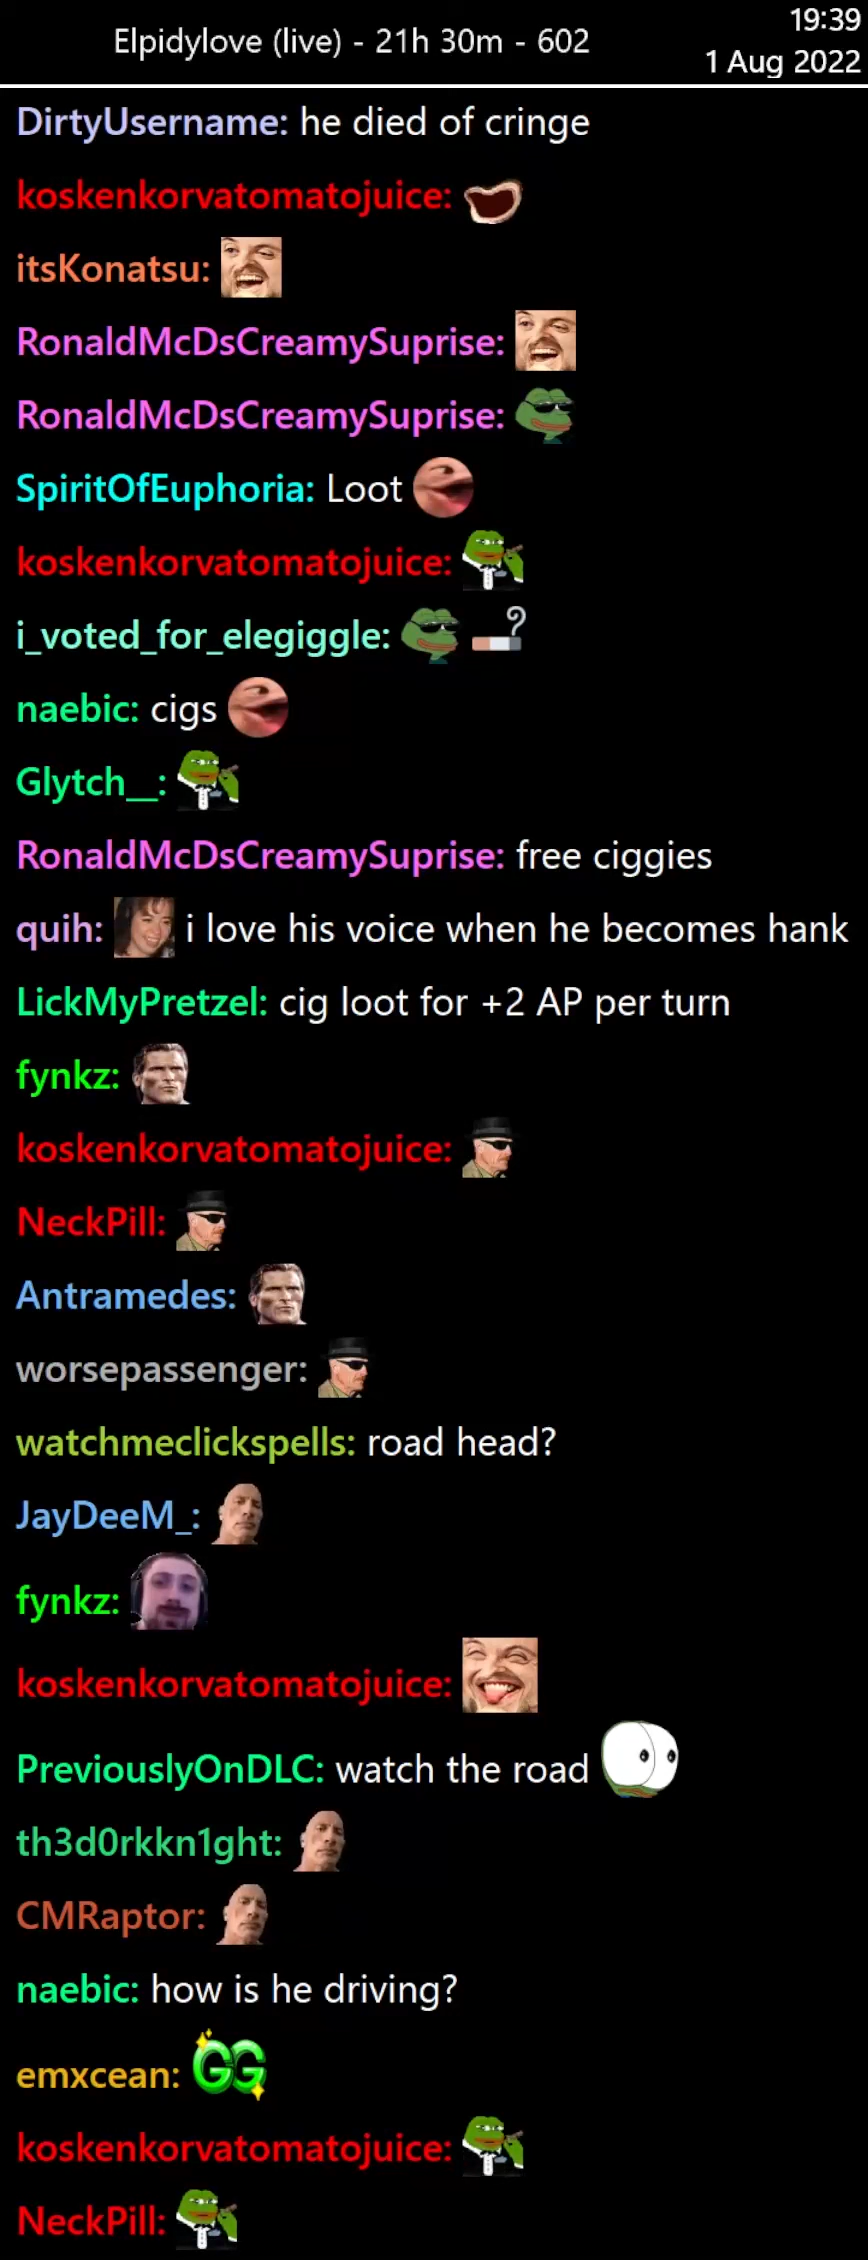 Elpidylove (live) - 21h 30m - 602
19:39
1 Aug 2022
DirtyUsername: he died of cringe
koskenkorvatomatojuice:
itsKonatsu:
RonaldMcDsCreamySuprise:
RonaldMcDsCreamySuprise:
SpiritOfEuphoria: Loot
koskenkorvatomatojuice:
i_voted_for_elegiggle:
naebic: cigs
Glytch__:
RonaldMcDsCreamySuprise: free ciggies
quih: i love his voice when he becomes hank
LickMyPretzel: cig loot for +2 AP per turn
fynkz:
koskenkorvatomatojuice:
NeckPill:
Antramedes:
worsepassenger:
watchmeclickspells: road head?
JayDeeM_:
fynkz:
koskenkorvatomatojuice:
PreviouslyOnDLC: watch the road
th3d0rkkn1ght:
CMRaptor:
naebic: how is he driving?
emxcean: GG
koskenkorvatomatojuice:
NeckPill: